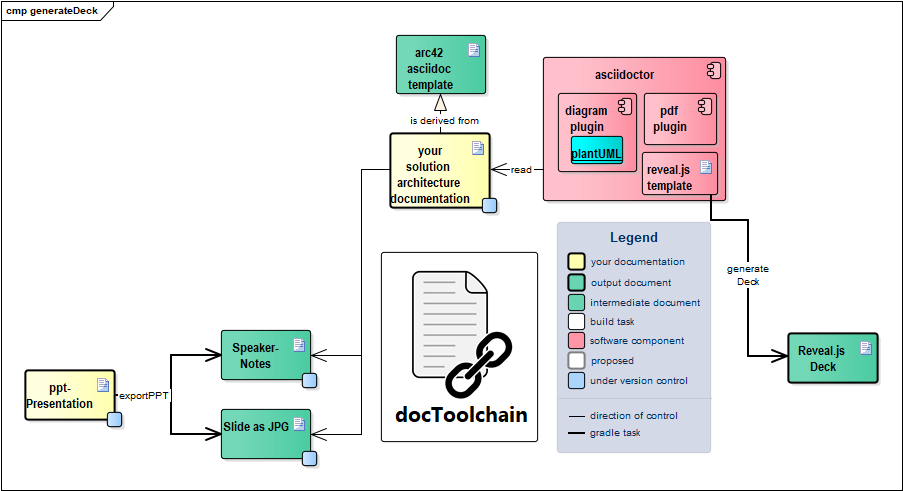 cmp generateDeck
arc42
asciidoc
template
is derived from
your
solution
architecture
documentation
read
asciidoctor
diagram
plugin
plantUML
pdf
plugin
reveal.js
template
generate
Deck
Reveal.js
Deck
Legend
your documentation
output document
intermediate document
build task
software component
proposed
under version control
direction of control
gradle task
docToolchain
Speaker-
Notes
ppt-
Presentation
exportPPT
Slide as JPG